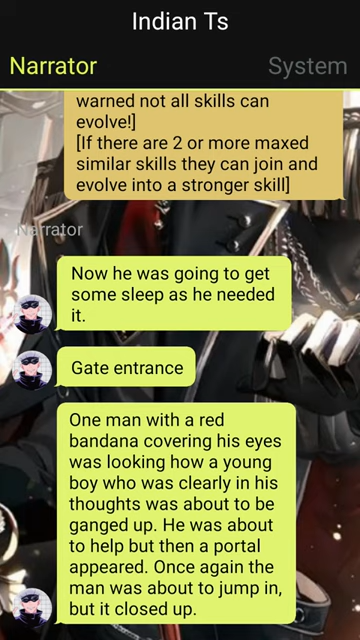 Indian Ts
Narrator
System
warned not all skills can
evolve!]
[If there are 2 or more maxed
similar skills they can join and
evolve into a stronger skill]
Narrator
Now he was going to get
some sleep as he needed
it.
Gate entrance
One man with a red
bandana covering his eyes
was looking how a young
boy who was clearly in his
thoughts was about to be
ganged up. He was about
to help but then a portal
appeared. Once again the
man was about to jump in,
but it closed up.